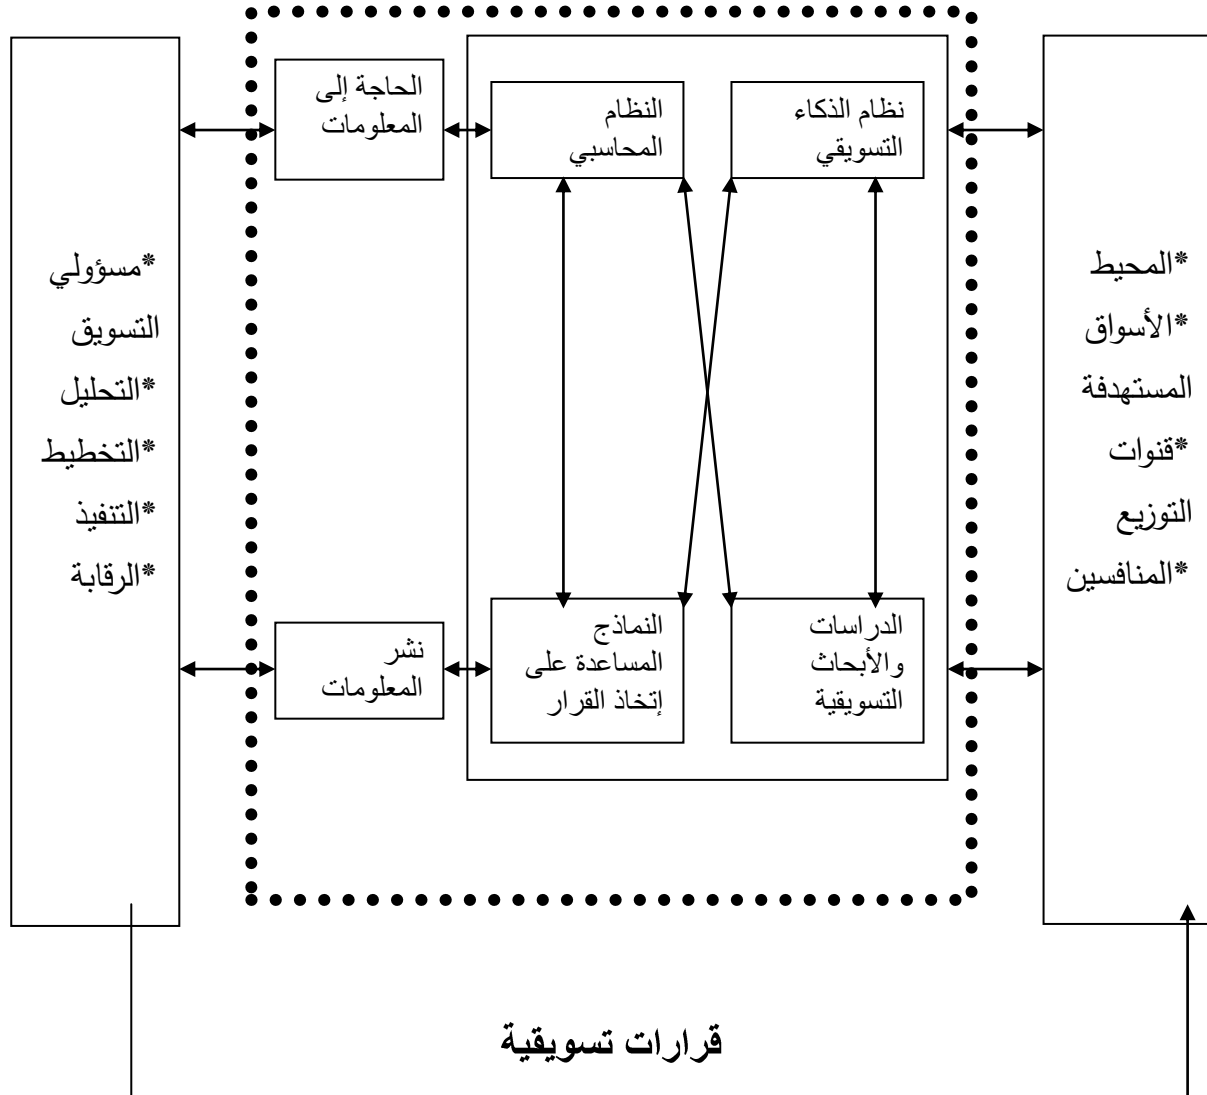 الحاجة إلى
المعلومات
النظام
المحاسبي
نظام الذكاء
التسويقي
*المحيط
*الأسواق
المستهدفة
*قنوات
التوزيع
*المنافسين
*مسؤولي
التسويق
*التحليل
*التخطيط
*التنفيذ
*الرقابة
الدراسات
والأبحاث
التسويقية
النماذج
المساعدة على
إتخاذ القرار
نشر
المعلومات
قرارات تسويقية